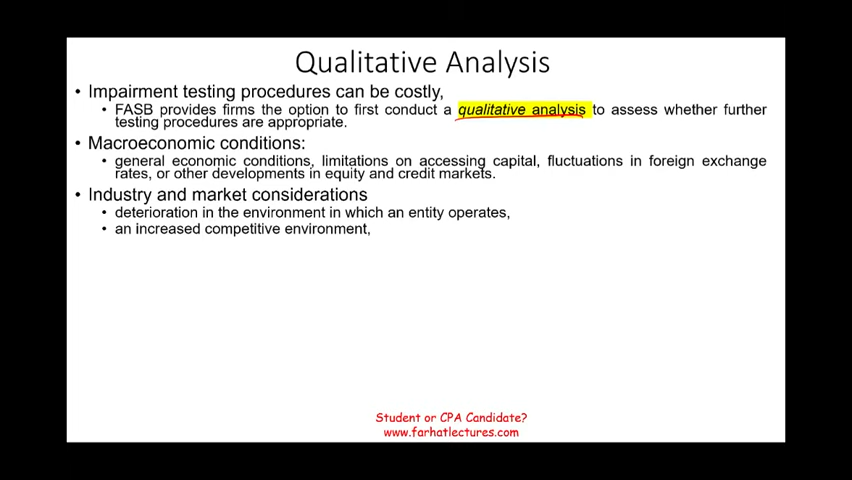 Qualitative Analysis
• Impairment testing procedures can be costly,
• FASB provides firms the option to first conduct a qualitative analysis to assess whether further
testing procedures are appropriate.
• Macroeconomic conditions:
• general economic conditions, limitations on accessing capital, fluctuations in foreign exchange
rates, or other developments in equity and credit markets.
• Industry and market considerations
• deterioration in the environment in which an entity operates,
• an increased competitive environment,
Student or CPA Candidate?
www.farhatlectures.com